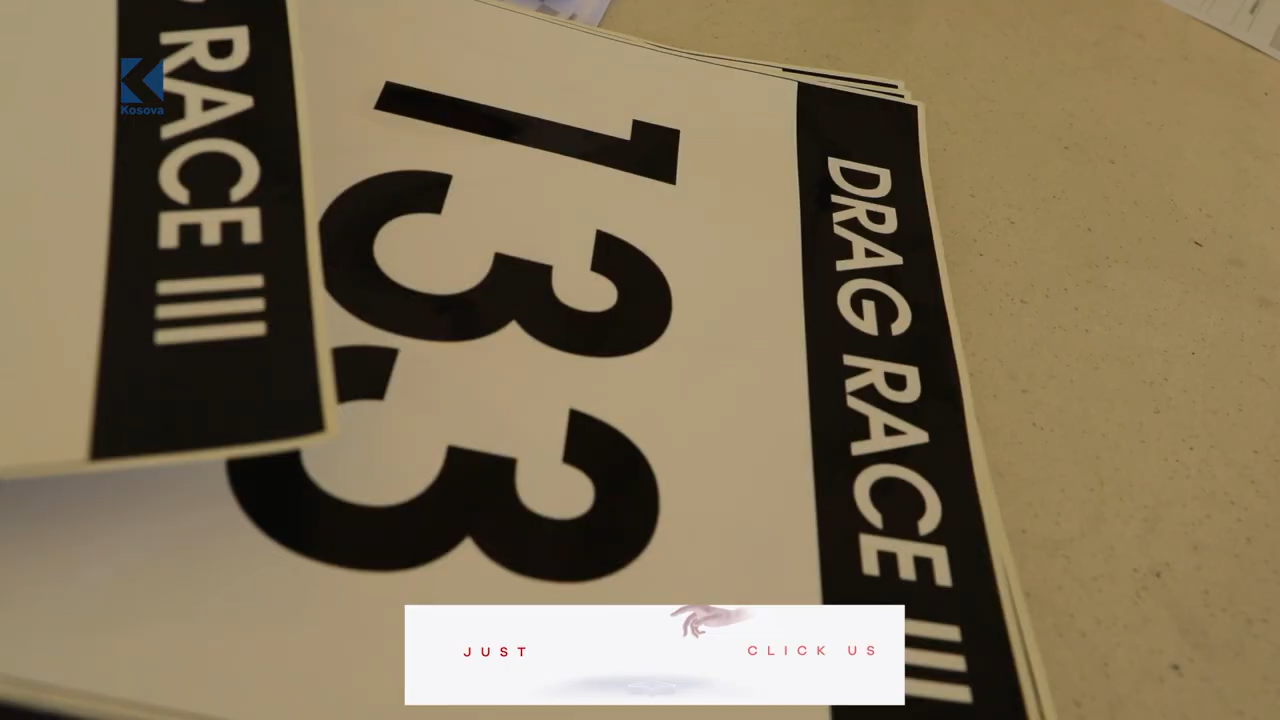 RACE III
Kosova
133
DRAG RACE III
JUST CLICK US